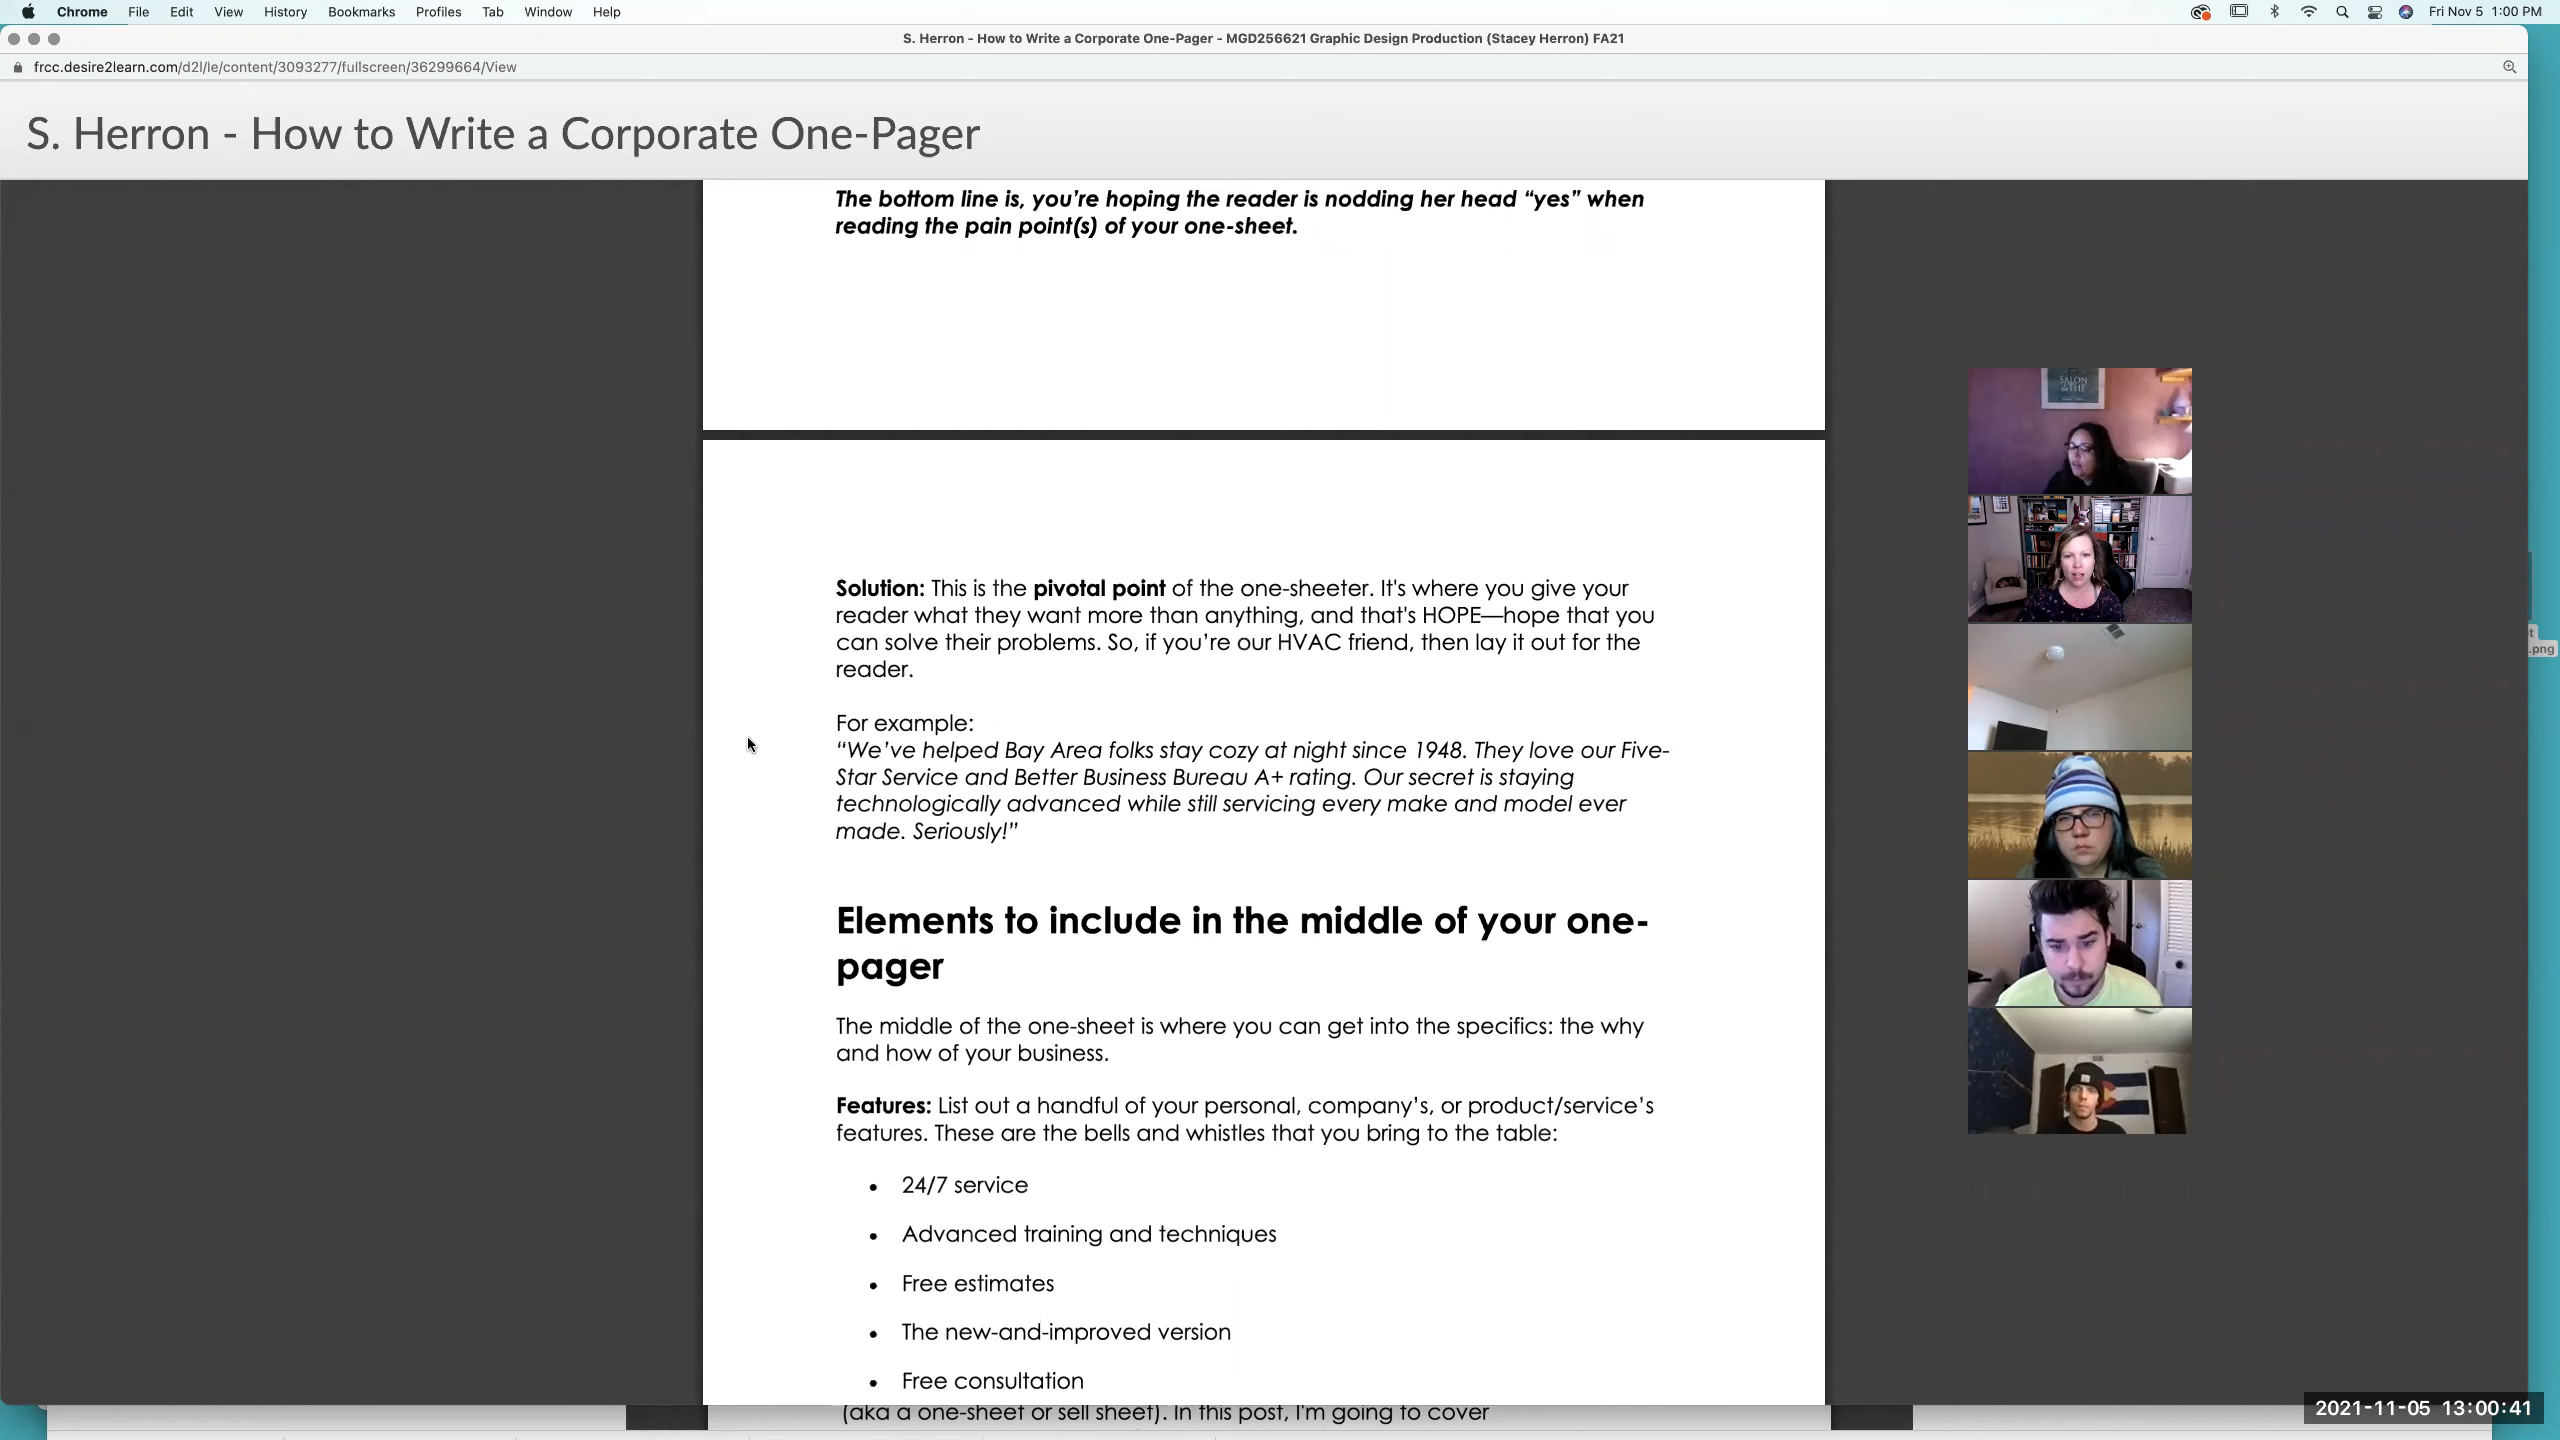 Chrome File Edit View History Bookmarks Profiles Tab Window Help Fri Nov 5 1:00 PM
S. Herron - How to Write a Corporate One-Pager - MGD256621 Graphic Design Production (Stacey Herron) FA21
frcc.desire2learn.com/d2l/le/content/3093277/fullscreen/36299664/View
S. Herron - How to Write a Corporate One-Pager
The bottom line is, you’re hoping the reader is nodding her head “yes” when
reading the pain point(s) of your one-sheet.
Solution: This is the pivotal point of the one-sheeter. It's where you give your
reader what they want more than anything, and that's HOPE—hope that you
can solve their problems. So, if you’re our HVAC friend, then lay it out for the
reader.
For example:
“We’ve helped Bay Area folks stay cozy at night since 1948. They love our Five-
Star Service and Better Business Bureau A+ rating. Our secret is staying
technologically advanced while still servicing every make and model ever
made. Seriously!”
Elements to include in the middle of your one-
pager
The middle of the one-sheet is where you can get into the specifics: the why
and how of your business.
Features: List out a handful of your personal, company’s, or product/service’s
features. These are the bells and whistles that you bring to the table:
• 24/7 service
• Advanced training and techniques
• Free estimates
• The new-and-improved version
• Free consultation
(aka a one-sheet or sell sheet). In this post, I'm going to cover
SALON
de THÉ
t
.png
2021-11-05 13:00:41